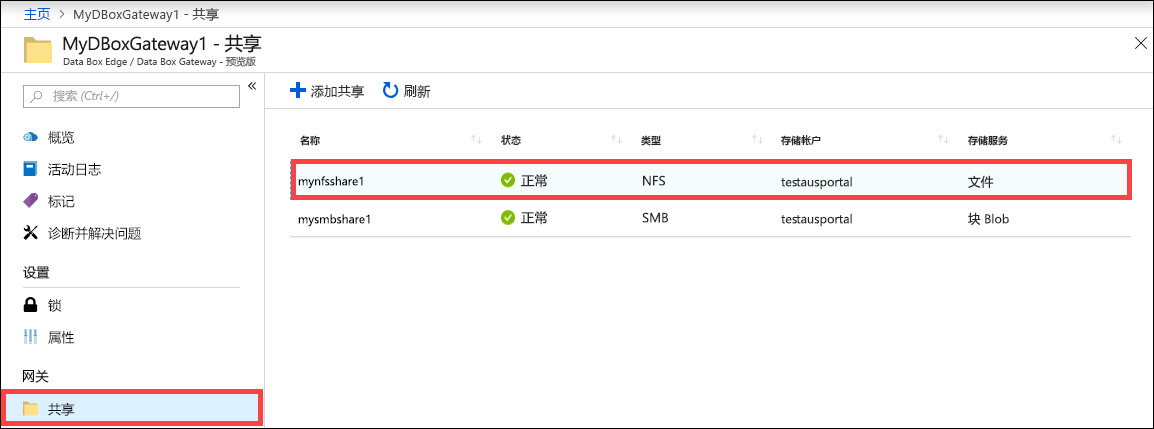 主页 > MyDBoxGateway1 - 共享
MyDBoxGateway1 - 共享
Data Box Edge / Data Box Gateway - 预览版
搜索 (Ctrl+/)
概览
活动日志
标记
诊断并解决问题
设置
锁
属性
网关
共享
添加共享 刷新
名称 状态 类型 存储帐户 存储服务
mynfsshare1 正常 NFS testausportal 文件
mysmbshare1 正常 SMB testausportal 块 Blob